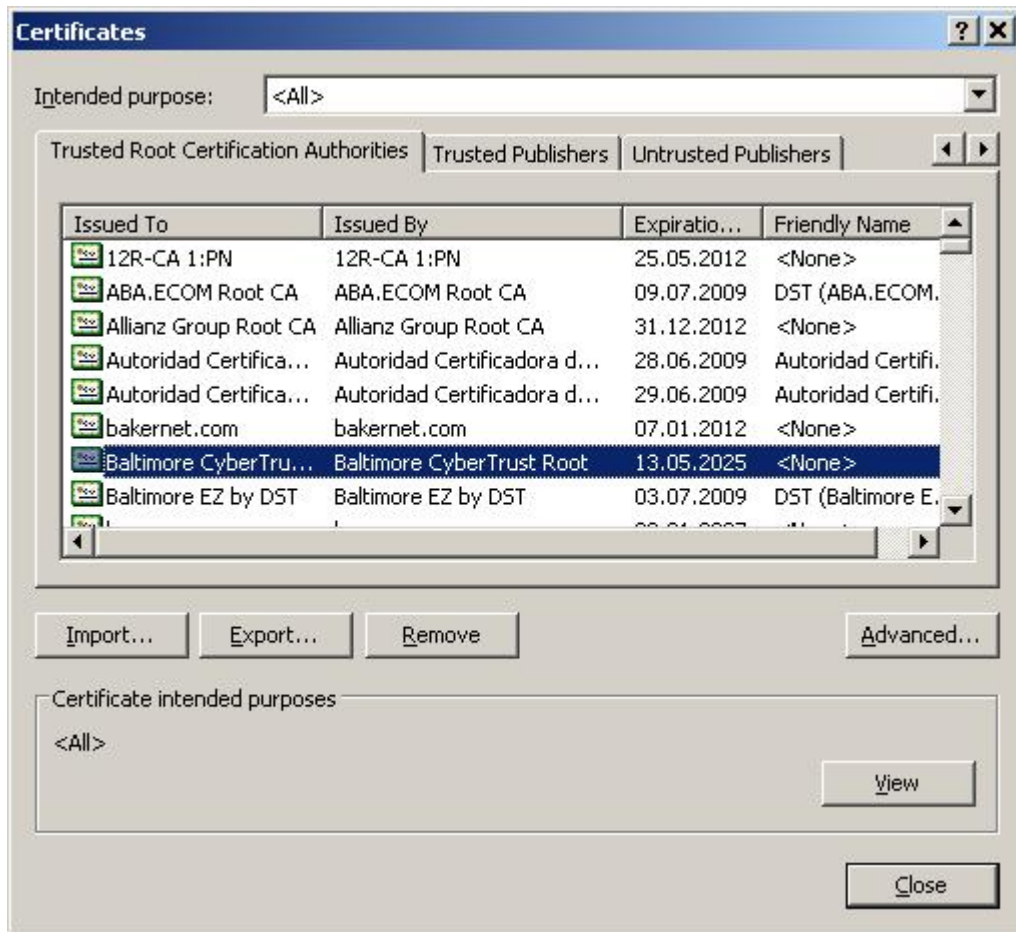 Certificates
Intended purpose: <All>
Trusted Root Certification Authorities Trusted Publishers Untrusted Publishers
Issued To Issued By Expiratio... Friendly Name
12R-CA 1:PN 12R-CA 1:PN 25.05.2012 <None>
ABA.ECOM Root CA ABA.ECOM Root CA 09.07.2009 DST (ABA.ECOM.
Allianz Group Root CA Allianz Group Root CA 31.12.2012 <None>
Autoridad Certifica... Autoridad Certificadora d... 28.06.2009 Autoridad Certifi.
Autoridad Certifica... Autoridad Certificadora d... 29.06.2009 Autoridad Certifi.
bakernet.com bakernet.com 07.01.2012 <None>
Baltimore CyberTru... Baltimore CyberTrust Root 13.05.2025 <None>
Baltimore EZ by DST Baltimore EZ by DST 03.07.2009 DST (Baltimore E.
Import... Export... Remove Advanced...
Certificate intended purposes
<All>
View
Close